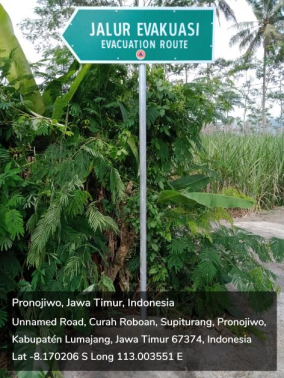 JALUR EVAKUASI
EVACUATION ROUTE
Pronojiwo, Jawa Timur, Indonesia
Unnamed Road, Curah Roboan, Supiturang, Pronojiwo,
Kabupatén Lumajang, Jawa Timur 67374, Indonesia
Lat -8.170206 S Long 113.003551 E